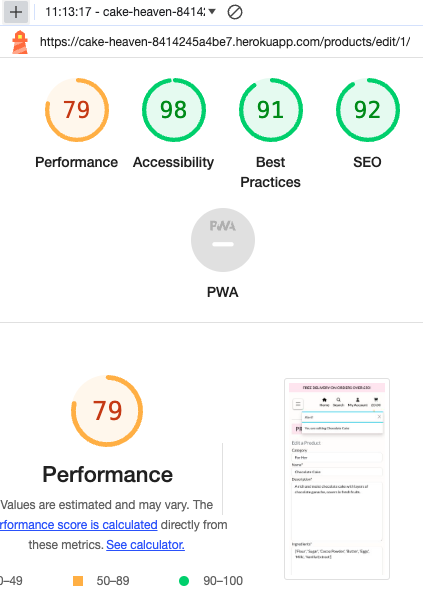 11:13:17 - cake-heaven-8414
https://cake-heaven-8414245a4be7.herokuapp.com/products/edit/1/
79
98
91
92
Performance
Accessibility
Best
Practices
SEO
PWA
PWA
79
Performance
Values are estimated and may vary. The
rformance score is calculated directly from
these metrics. See calculator.
0–49
50–89
90–100
FREE DELIVERY ON ORDERS OVER £50!
Home
Search
My Account
Alert!
You are editing Chocolate Cake
Edit a Product
Category
Name*
Chocolate Cake
Description*
Ingredients*